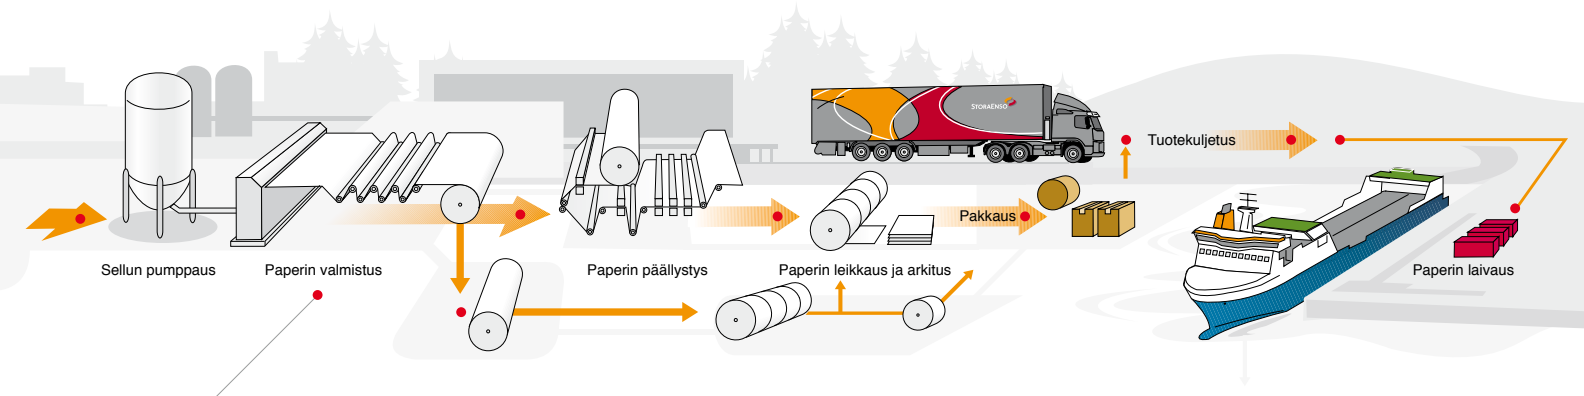 STORAENSO
Tuotekuljetus
Pakkaus
Sellun pumppaus
Paperin valmistus
Paperin päällystys
Paperin leikkaus ja arkitus
Paperin laivaus